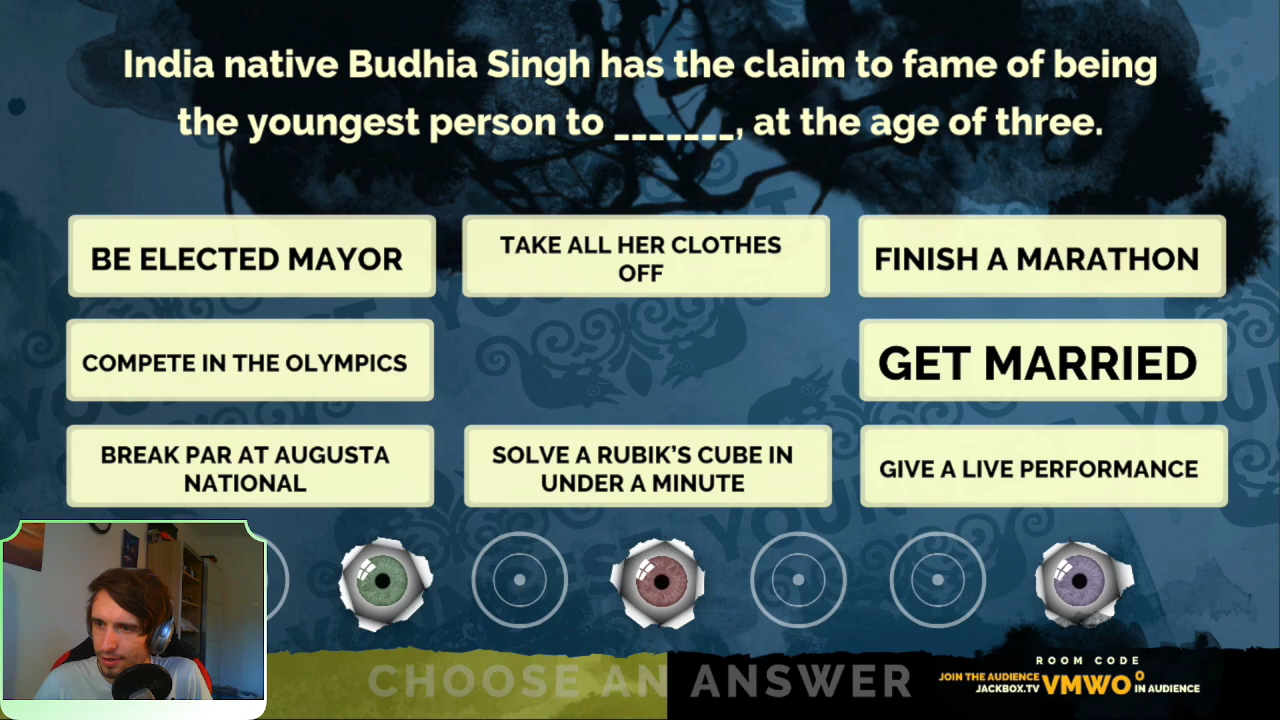 India native Budhia Singh has the claim to fame of being
the youngest person to _______, at the age of three.
BE ELECTED MAYOR
TAKE ALL HER CLOTHES
OFF
FINISH A MARATHON
COMPETE IN THE OLYMPICS
GET MARRIED
BREAK PAR AT AUGUSTA
NATIONAL
SOLVE A RUBIK'S CUBE IN
UNDER A MINUTE
GIVE A LIVE PERFORMANCE
CHOOSE AN ANSWER
ROOM CODE
JOIN THE AUDIENCE
JACKBOX.TV
VMWO
0
IN AUDIENCE